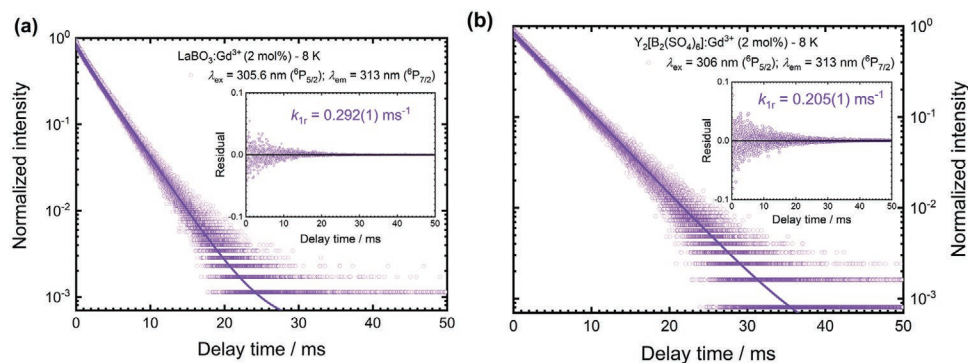 (a)
LaBO₃:Gd³⁺ (2 mol%) - 8 K
λex = 305.6 nm (⁶P5/2); λem = 313 nm (⁶P7/2)
k1r = 0.292(1) ms⁻¹
Residual
0.1
0.0
-0.1
0 10 20 30 40 50
Delay time / ms
Normalized intensity
10⁰
10⁻¹
10⁻²
10⁻³
0 10 20 30 40 50
Delay time / ms
(b)
Y₂[B₂(SO₄)₆]:Gd³⁺ (2 mol%) - 8 K
λex = 306 nm (⁶P5/2); λem = 313 nm (⁶P7/2)
k1r = 0.205(1) ms⁻¹
Residual
0.1
0.0
-0.1
0 10 20 30 40 50
Delay time / ms
10⁰
10⁻¹
10⁻²
10⁻³
Normalized intensity
0 10 20 30 40 50
Delay time / ms